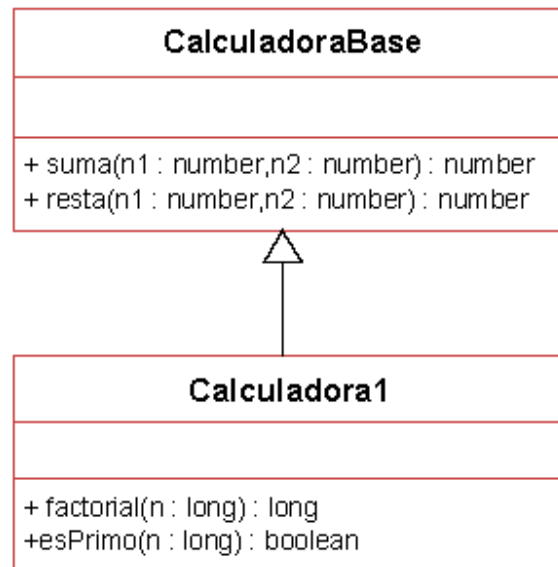 CalculadoraBase
+ suma(n1 : number,n2 : number) : number
+ resta(n1 : number,n2 : number) : number
Calculadora1
+ factorial(n : long) : long
+esPrimo(n : long) : boolean